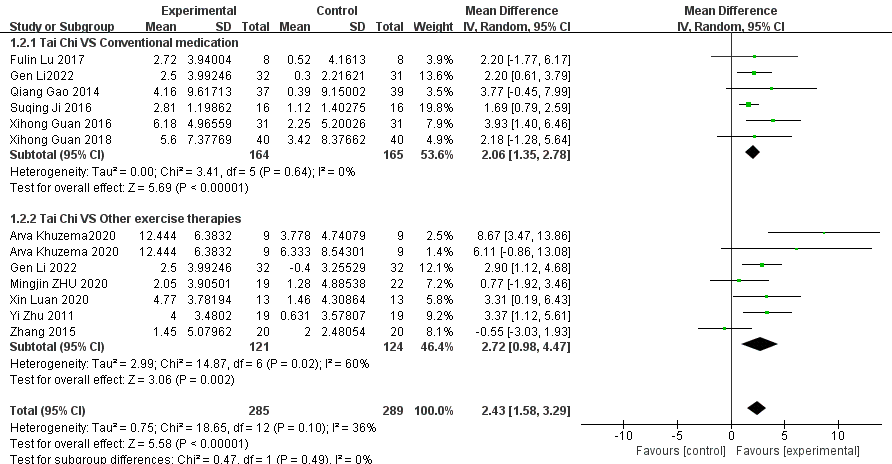 Experimental Control Mean Difference Mean Difference
Study or Subgroup Mean SD Total Mean SD Total Weight IV, Random, 95% CI IV, Random, 95% CI
1.2.1 Tai Chi VS Conventional medication
Fulin Lu 2017 2.72 3.94004 8 0.52 4.1613 8 3.9% 2.20 [-1.77, 6.17]
Gen Li2022 2.5 3.99246 32 0.3 2.21621 31 13.6% 2.20 [0.61, 3.79]
Qiang Gao 2014 4.16 9.61713 37 0.39 9.15002 39 3.4% 3.77 [-0.45, 7.99]
Suqing Ji 2016 2.81 1.19862 16 1.12 1.40275 16 19.8% 1.69 [0.79, 2.59]
Xihong Guan 2016 6.18 4.96559 31 2.25 5.20026 31 7.9% 3.93 [1.40, 6.46]
Xihong Guan 2018 5.6 7.37769 40 3.42 8.37662 40 4.9% 2.18 [-1.28, 5.64]
Subtotal (95% CI) 164 165 53.6% 2.06 [1.35, 2.78]
Heterogeneity: Tau² = 0.00; Chi² = 3.41, df = 5 (P = 0.64); I² = 0%
Test for overall effect: Z = 5.69 (P < 0.00001)
1.2.2 Tai Chi VS Other exercise therapies
Arva Khuzema2020 12.444 6.3832 9 3.778 4.74079 9 2.5% 8.67 [3.47, 13.86]
Arva Khuzema 2020 12.444 6.3832 9 6.333 8.54301 9 1.5% 6.11 [-0.86, 13.08]
Gen Li 2022 2.5 3.99246 32 -0.4 3.25529 32 12.1% 2.90 [1.12, 4.68]
Mingjin ZHU 2020 2.05 3.90501 19 1.28 4.88538 22 7.3% 0.77 [-1.92, 3.46]
Xin Luan 2020 4.77 3.78194 13 1.46 4.30864 13 5.8% 3.31 [0.19, 6.43]
Yi Zhu 2011 4 3.4802 19 0.631 3.57807 19 9.1% 3.37 [1.12, 5.61]
Zhang 2015 1.45 5.07962 20 2 2.48054 20 8.1% -0.55 [-3.03, 1.93]
Subtotal (95% CI) 121 124 46.4% 2.72 [0.98, 4.47]
Heterogeneity: Tau² = 2.99; Chi² = 14.87, df = 6 (P = 0.02); I² = 60%
Test for overall effect: Z = 3.06 (P = 0.002)
Total (95% CI) 285 289 100.0% 2.43 [1.58, 3.29]
Heterogeneity: Tau² = 0.75; Chi² = 18.65, df = 12 (P = 0.10); I² = 36%
Test for overall effect: Z = 5.58 (P < 0.00001)
Test for subgroup differences: Chi² = 0.47, df = 1 (P = 0.49), I² = 0%
-10 -5 0 5 10
Favours [control] Favours [experimental]